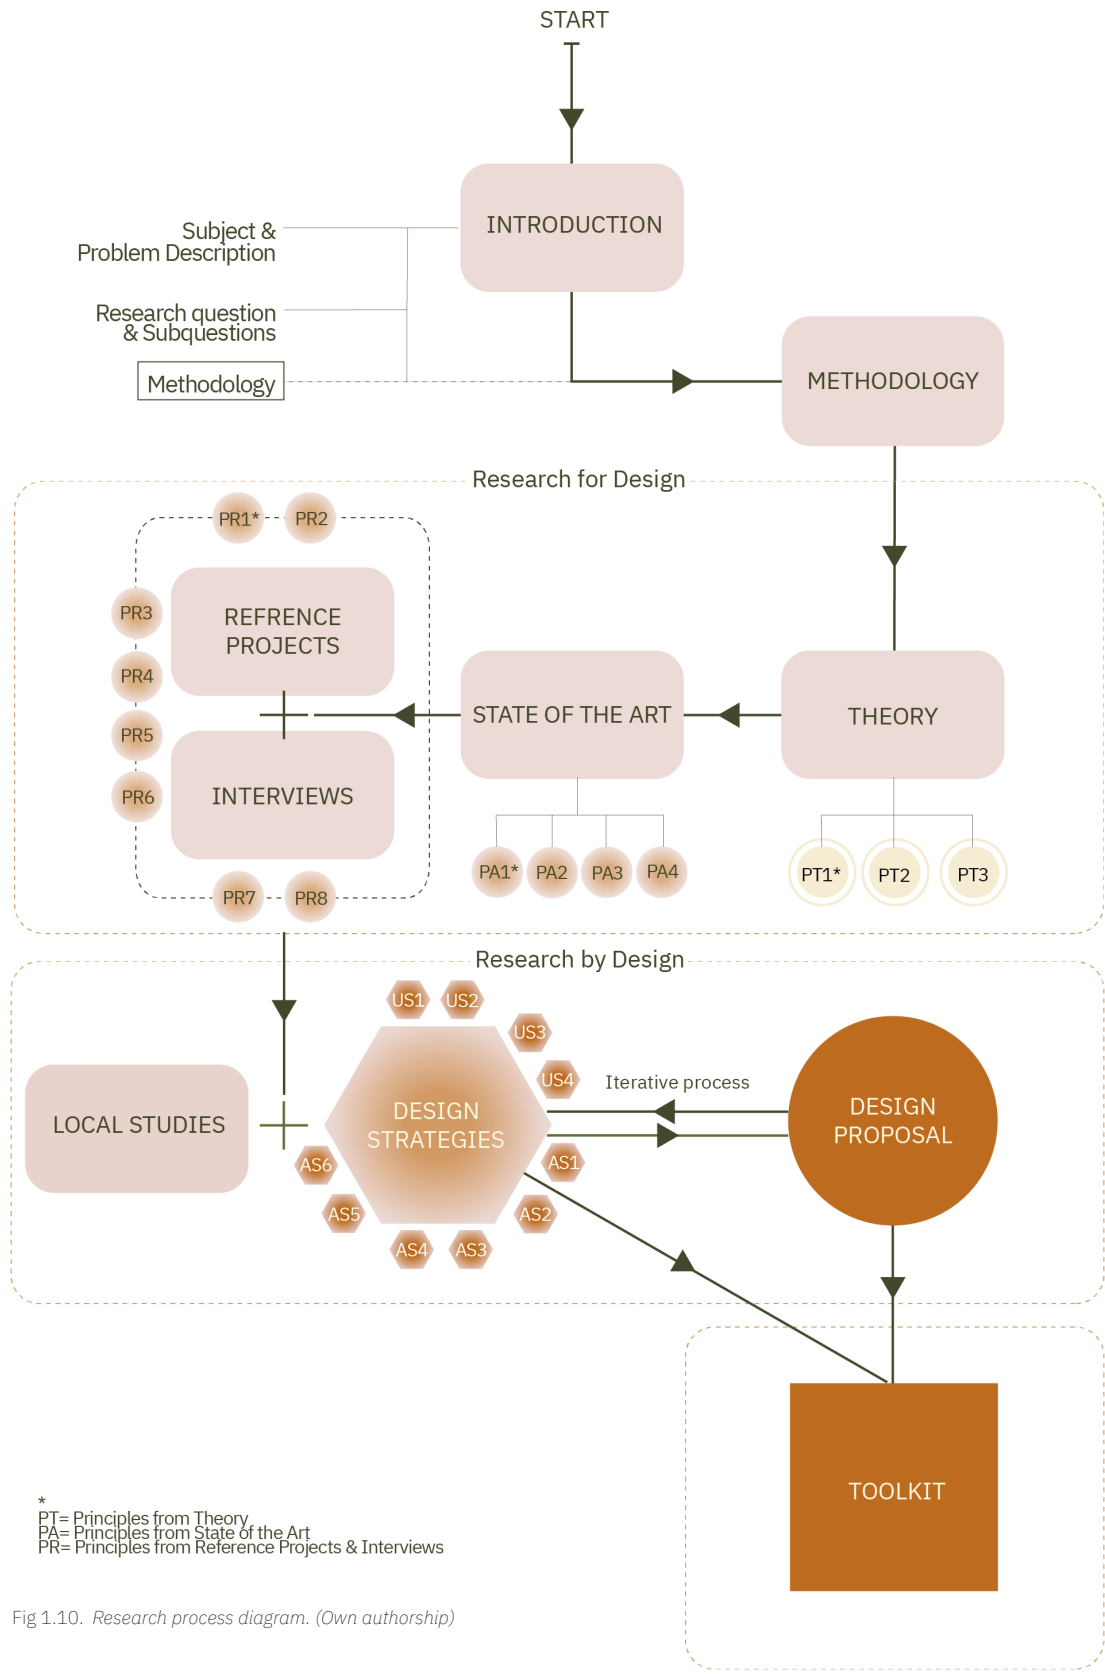 START
INTRODUCTION
Subject &
Problem Description
Research question
& Subquestions
Methodology
METHODOLOGY
Research for Design
PR1*
PR2
PR3
REFRENCE
PROJECTS
PR4
PR5
PR6
INTERVIEWS
PR7
PR8
STATE OF THE ART
THEORY
PA1*
PA2
PA3
PA4
PT1*
PT2
PT3
Research by Design
US1
US2
US3
US4
Iterative process
LOCAL STUDIES
DESIGN
STRATEGIES
DESIGN
PROPOSAL
AS6
AS1
AS5
AS2
AS4
AS3
TOOLKIT
*
PT= Principles from Theory
PA= Principles from State of the Art
PR= Principles from Reference Projects & Interviews
Fig 1.10. Research process diagram. (Own authorship)